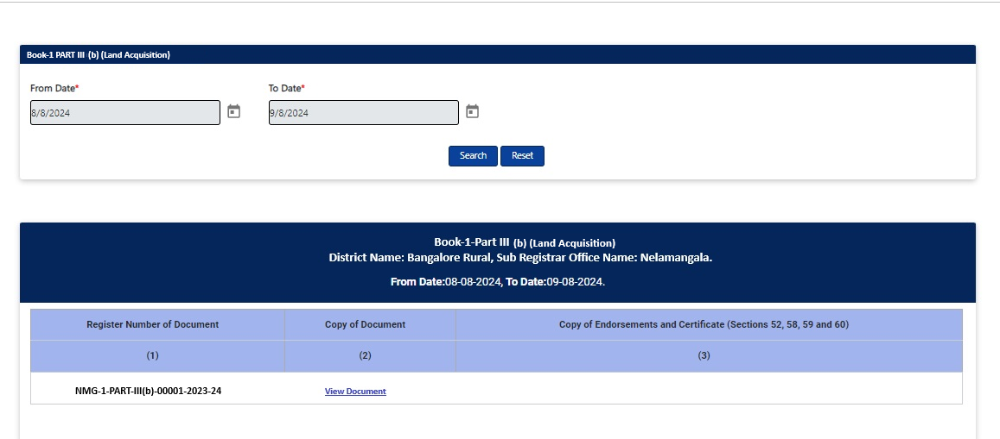 Book-1 PART III (b) (Land Acquisition)
From Date* To Date*
8/8/2024 9/8/2024
Search Reset
Book-1-Part III (b) (Land Acquisition)
District Name: Bangalore Rural, Sub Registrar Office Name: Nelamangala.
From Date:08-08-2024, To Date:09-08-2024.
Register Number of Document Copy of Document Copy of Endorsements and Certificate (Sections 52, 58, 59 and 60)
(1) (2) (3)
NMG-1-PART-III(b)-00001-2023-24 View Document